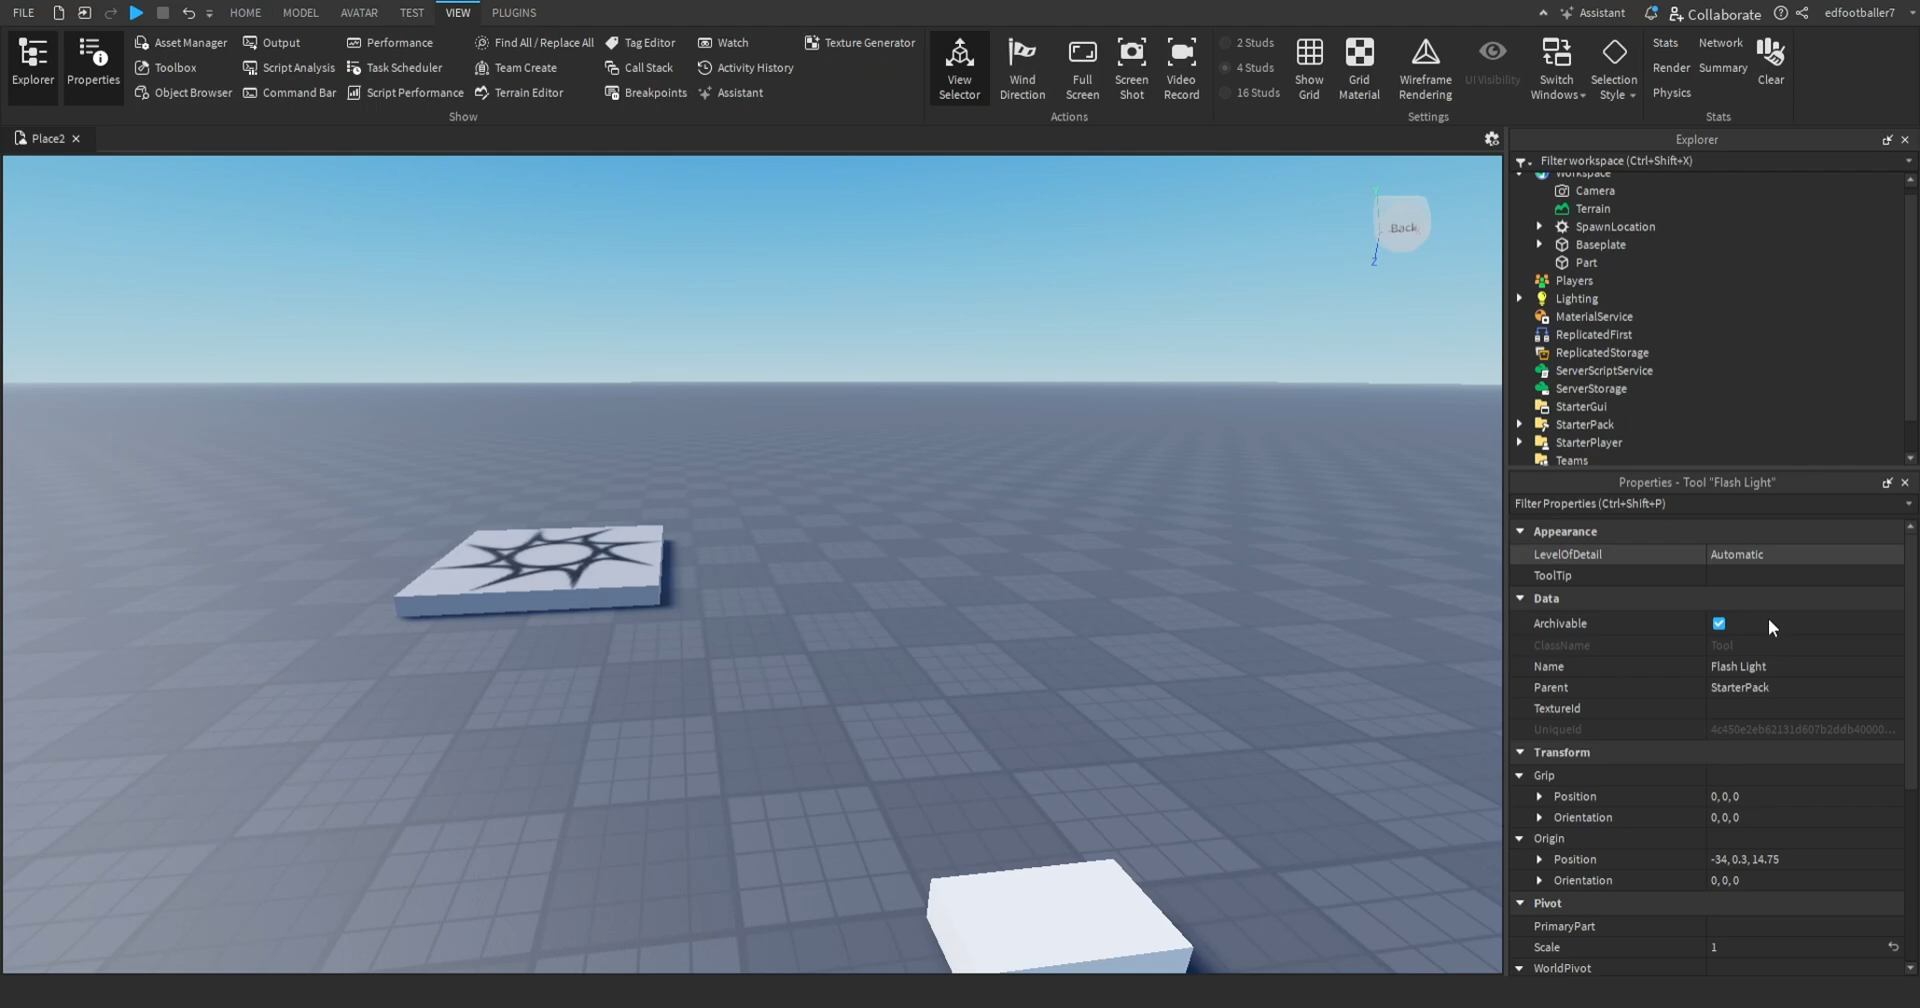 FILE HOME MODEL AVATAR TEST VIEW PLUGINS Assistant Collaborate edfootballer7
Explorer
Properties
Asset Manager
Toolbox
Object Browser
Output
Script Analysis
Command Bar
Performance
Task Scheduler
Script Performance
Find All / Replace All
Team Create
Terrain Editor
Tag Editor
Call Stack
Breakpoints
Watch
Activity History
Assistant
Texture Generator
Show
View
Selector
Wind
Direction
Full
Screen
Screen
Shot
Video
Record
Actions
2 Studs
4 Studs
16 Studs
Show
Grid
Grid
Material
Wireframe
Rendering
UI Visibility
Switch
Windows
Selection
Style
Settings
Stats
Render
Physics
Network
Summary
Clear
Stats
Place2
Y
Back
Z
Explorer
Filter workspace (Ctrl+Shift+X)
Workspace
Camera
Terrain
SpawnLocation
Baseplate
Part
Players
Lighting
MaterialService
ReplicatedFirst
ReplicatedStorage
ServerScriptService
ServerStorage
StarterGui
StarterPack
StarterPlayer
Teams
Properties - Tool "Flash Light"
Filter Properties (Ctrl+Shift+P)
Appearance
LevelOfDetail Automatic
ToolTip
Data
Archivable
ClassName Tool
Name Flash Light
Parent StarterPack
TextureId
UniqueId 4c450e2eb62131d607b2ddb40000...
Transform
Grip
Position 0, 0, 0
Orientation 0, 0, 0
Origin
Position -34, 0.3, 14.75
Orientation 0, 0, 0
Pivot
PrimaryPart
Scale 1
WorldPivot